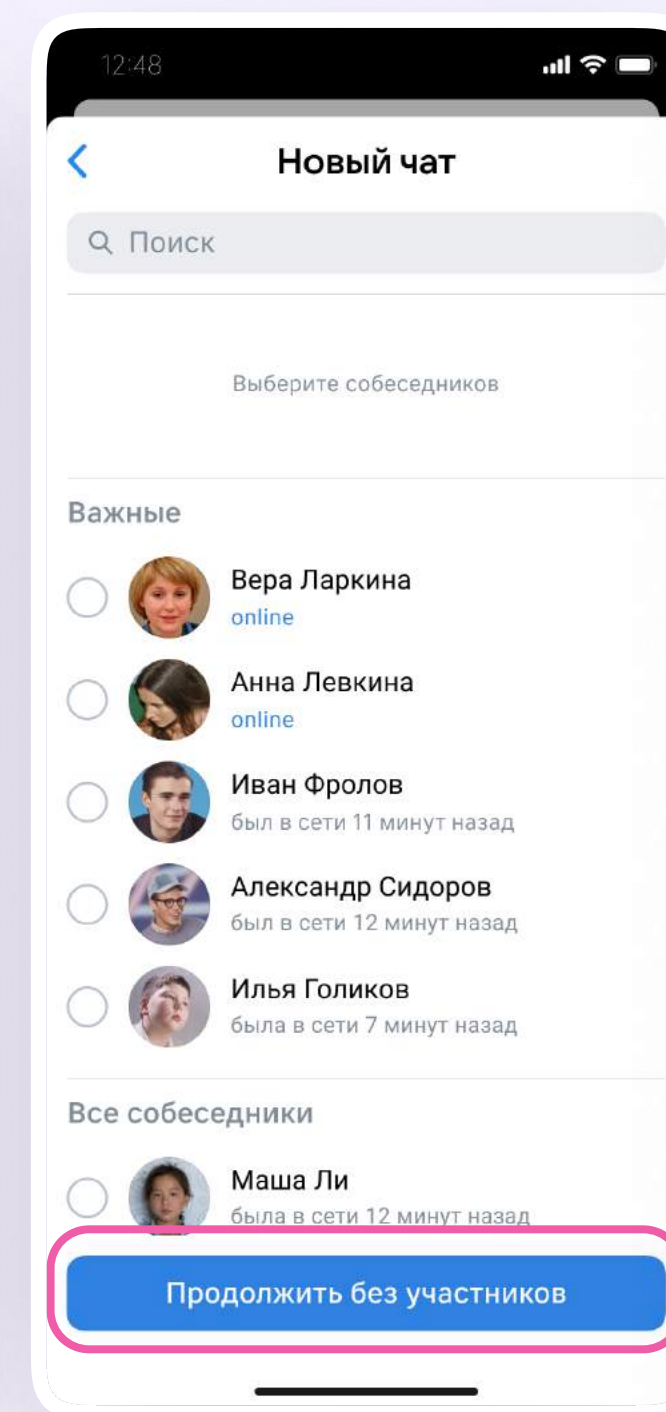 12:48
Новый чат
Поиск
Выберите собеседников
Важные
Вера Ларкина
online
Анна Левкина
online
Иван Фролов
был в сети 11 минут назад
Александр Сидоров
был в сети 12 минут назад
Илья Голиков
была в сети 7 минут назад
Все собеседники
Маша Ли
была в сети 12 минут назад
Продолжить без участников